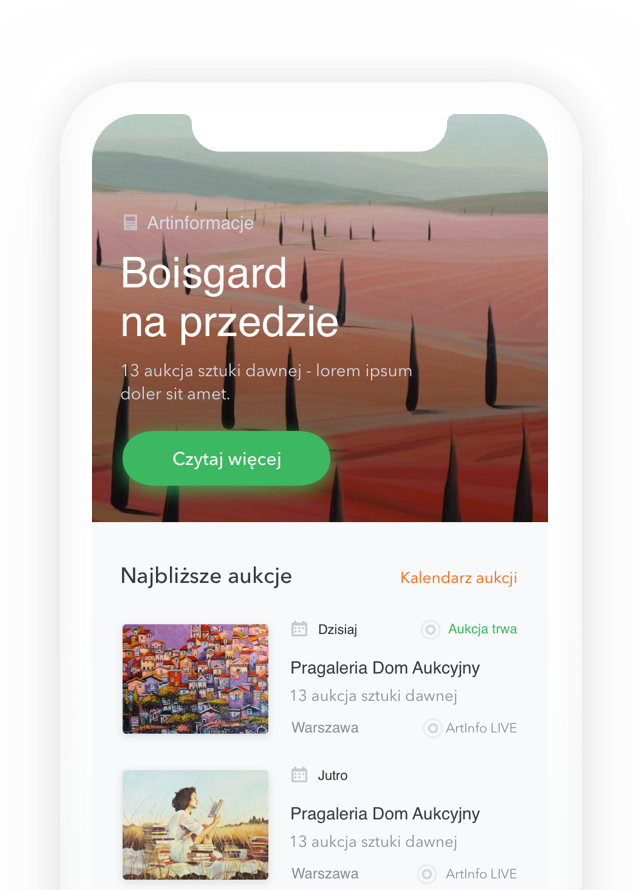 Artinformacje
Boisgard
na przedzie
13 aukcja sztuki dawnej - lorem ipsum
doler sit amet.
Czytaj więcej
Najbliższe aukcje
Kalendarz aukcji
Dzisiaj
Aukcja trwa
Pragaleria Dom Aukcyjny
13 aukcja sztuki dawnej
Warszawa
ArtInfo LIVE
Jutro
Pragaleria Dom Aukcyjny
13 aukcja sztuki dawnej
Warszawa
ArtInfo LIVE